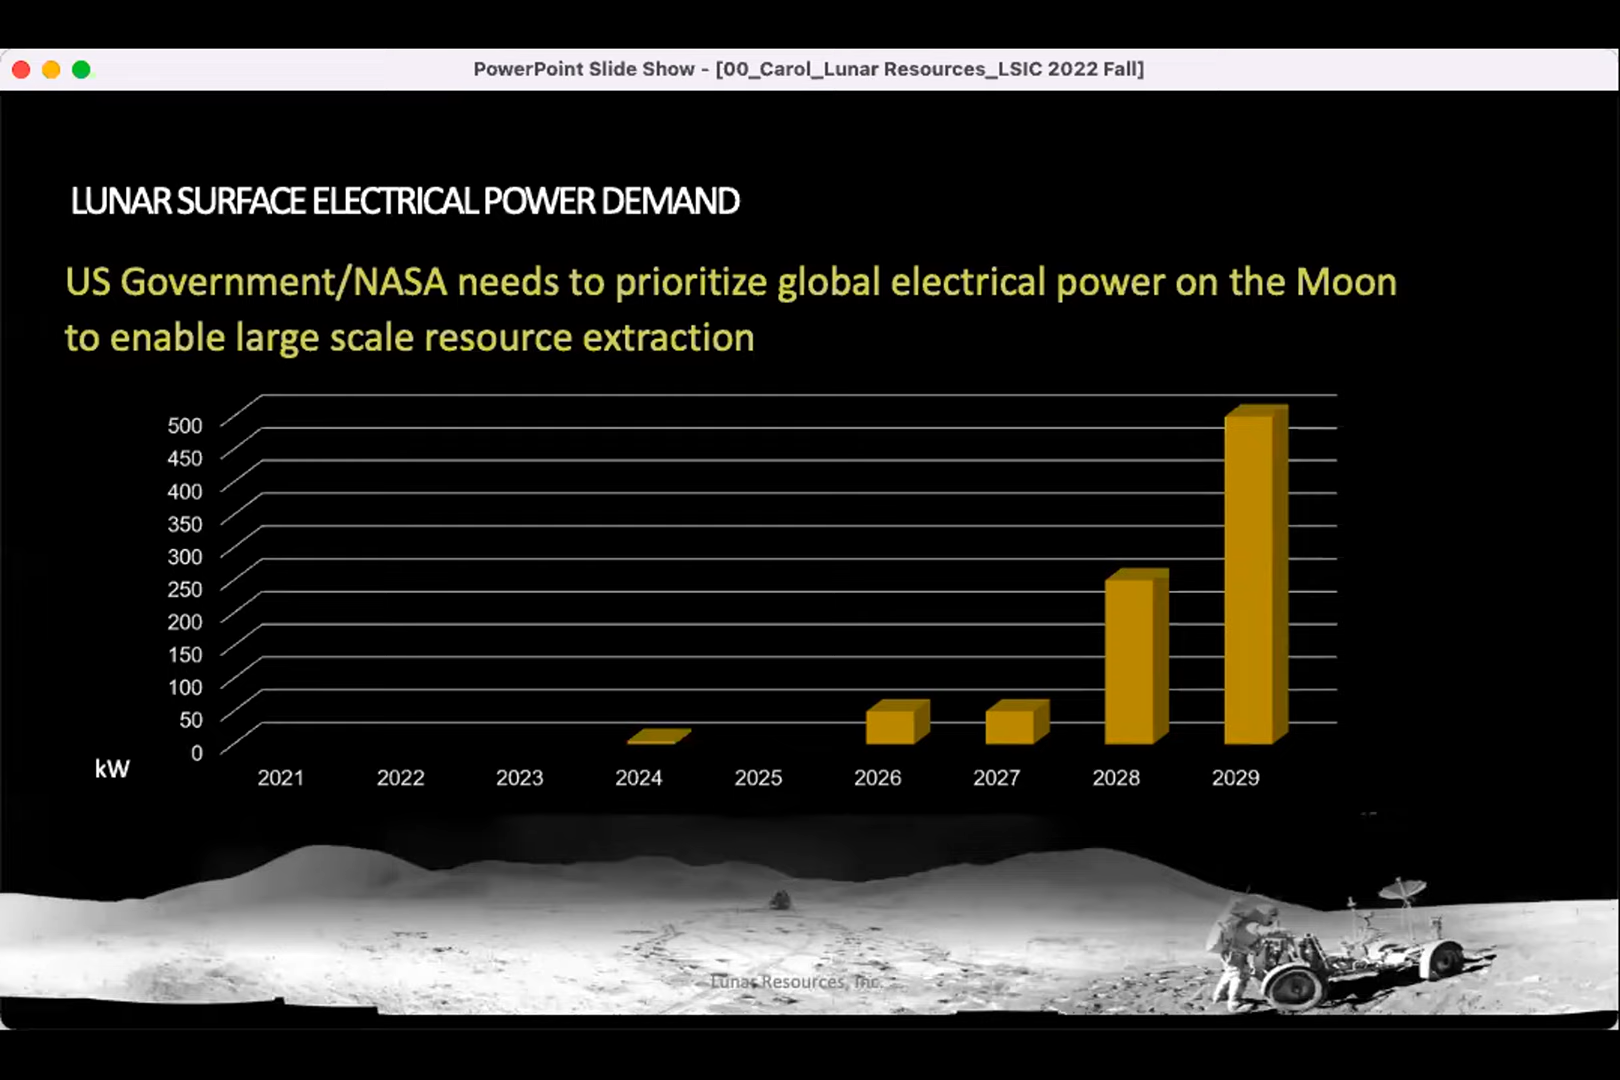 PowerPoint Slide Show - [00_Carol_Lunar Resources_LSIC 2022 Fall]
LUNAR SURFACE ELECTRICAL POWER DEMAND
US Government/NASA needs to prioritize global electrical power on the Moon
to enable large scale resource extraction
500
450
400
350
300
250
200
150
100
50
0
kW
2021 2022 2023 2024 2025 2026 2027 2028 2029
Lunar Resources, Inc.